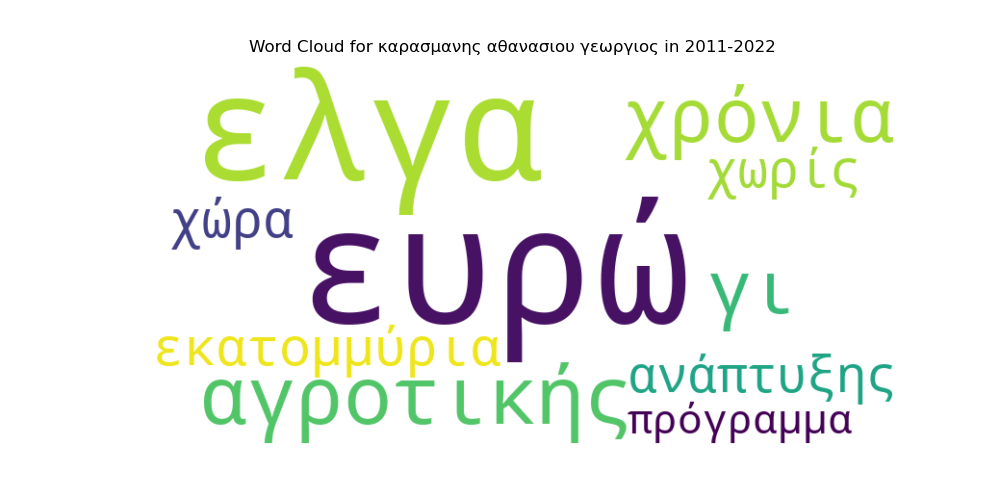 Word Cloud for καρασμανης αθανασιου γεωργιος in 2011-2022
ελγα
χρόνια
χωρίς
χώρα
ευρώ
γι
εκατομμύρια
αγροτικής
ανάπτυξης
πρόγραμμα